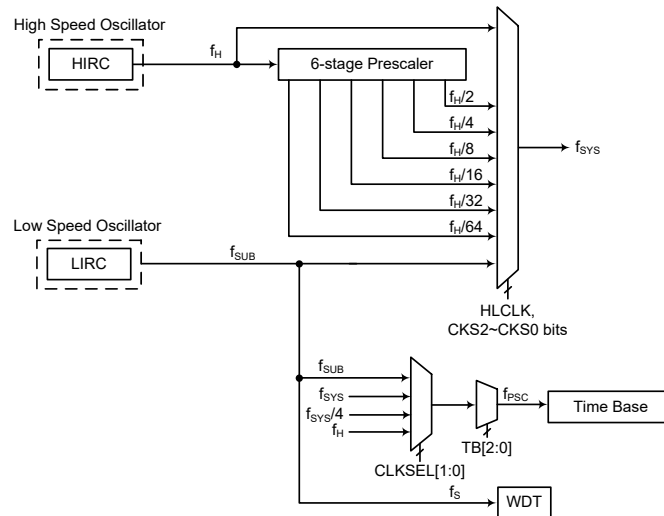 High Speed Oscillator
HIRC
fH
6-stage Prescaler
fH/2
fH/4
fH/8
fH/16
fH/32
fH/64
fSYS
Low Speed Oscillator
LIRC
fSUB
HLCLK,
CKS2~CKS0 bits
fSUB
fSYS
fSYS/4
fH
CLKSEL[1:0]
TB[2:0]
fPSC
Time Base
fS
WDT